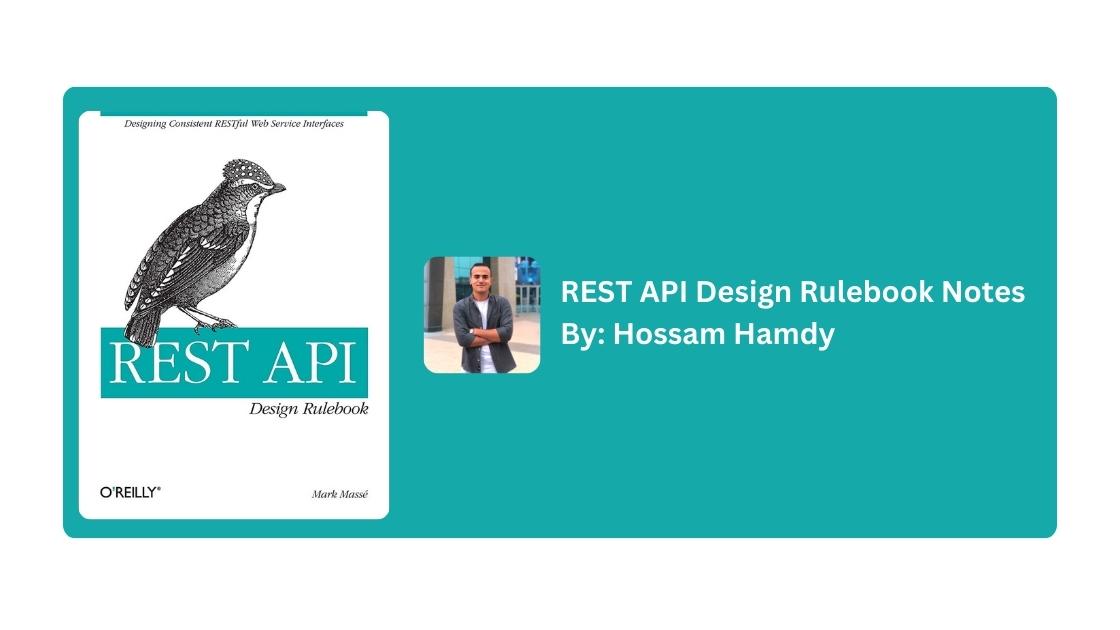 Designing Consistent RESTful Web Service Interfaces
REST API
Design Rulebook
O'REILLY®
Mark Massé
REST API Design Rulebook Notes
By: Hossam Hamdy